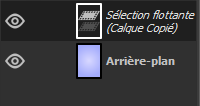 Sélection flottante
(Calque Copié)
Arrière-plan